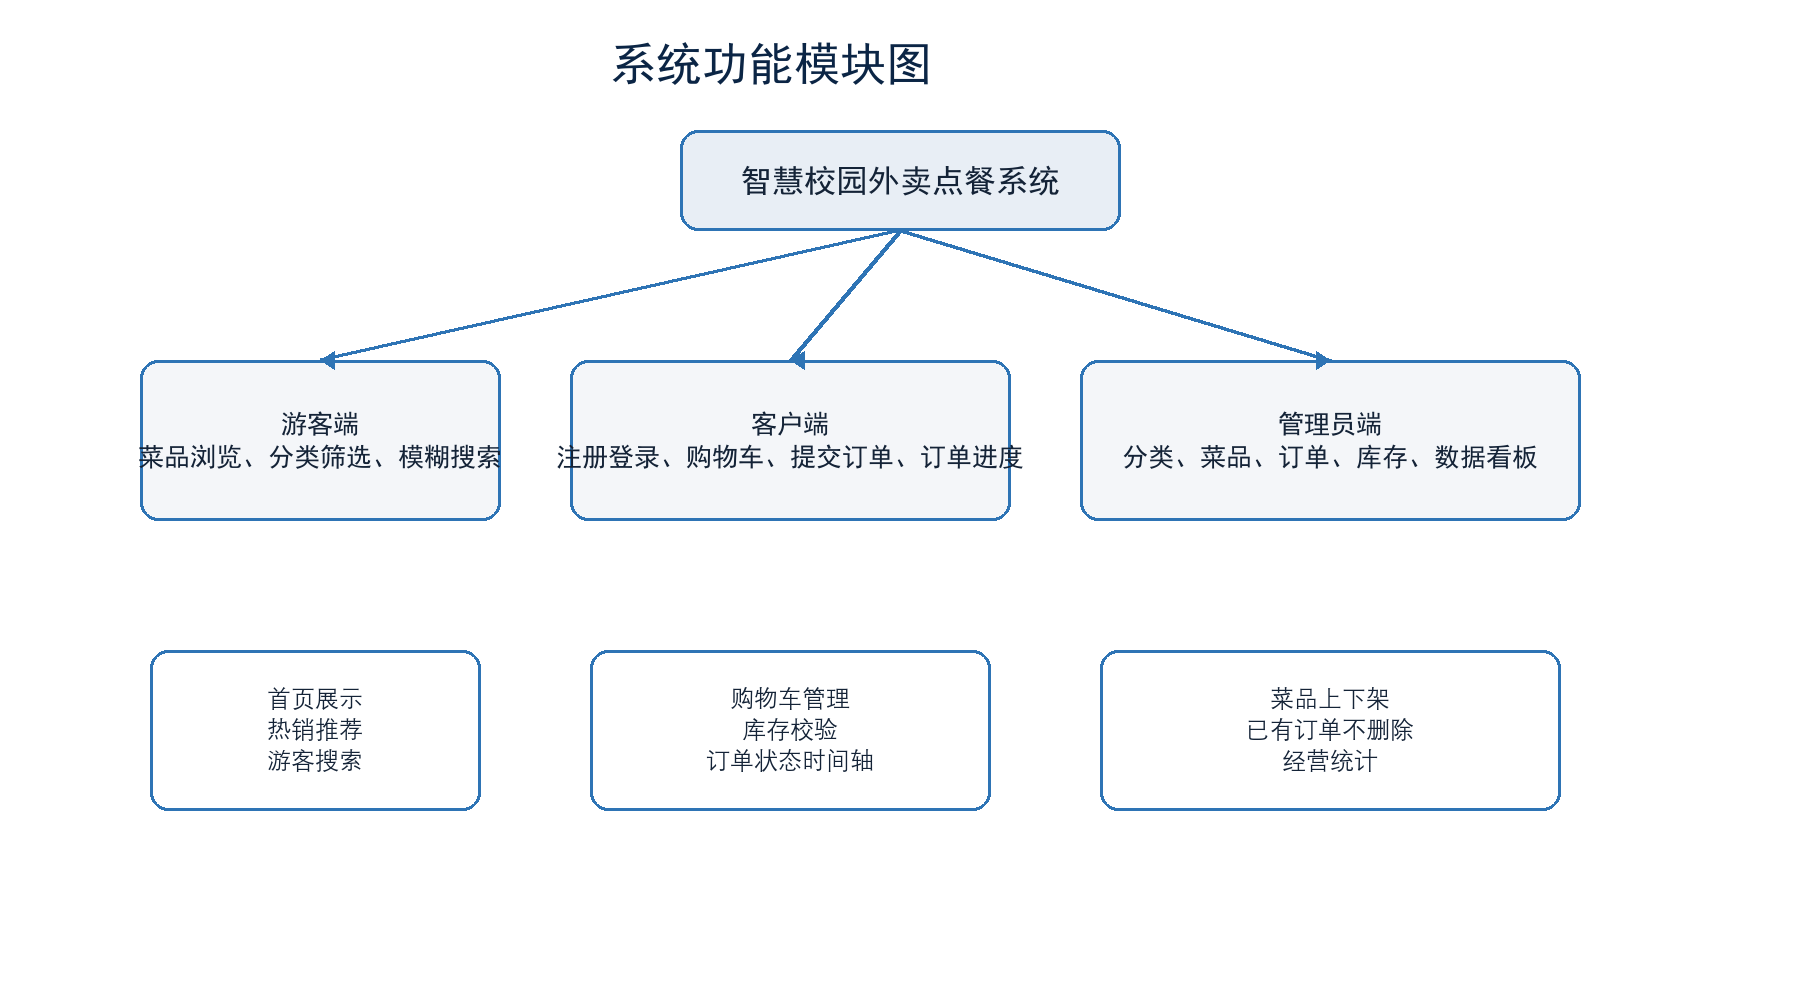 系统功能模块图
智慧校园外卖点餐系统
游客端
菜品浏览、分类筛选、模糊搜索
客户端
注册登录、购物车、提交订单、订单进度
管理员端
分类、菜品、订单、库存、数据看板
首页展示
热销推荐
游客搜索
购物车管理
库存校验
订单状态时间轴
菜品上下架
已有订单不删除
经营统计